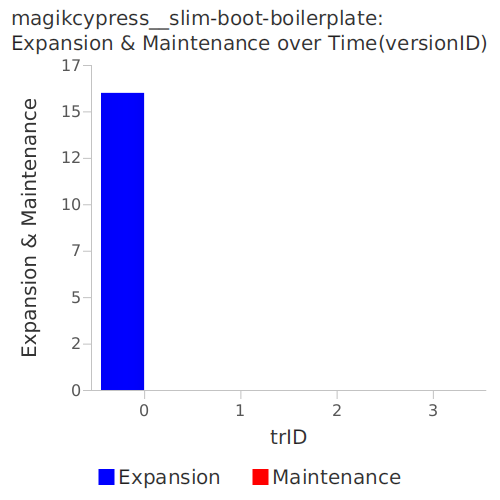 magikcypress__slim-boot-boilerplate:
Expansion & Maintenance over Time(versionID)
17
15
12
10
7
5
2
0
Expansion & Maintenance
0 1 2 3
trID
Expansion Maintenance